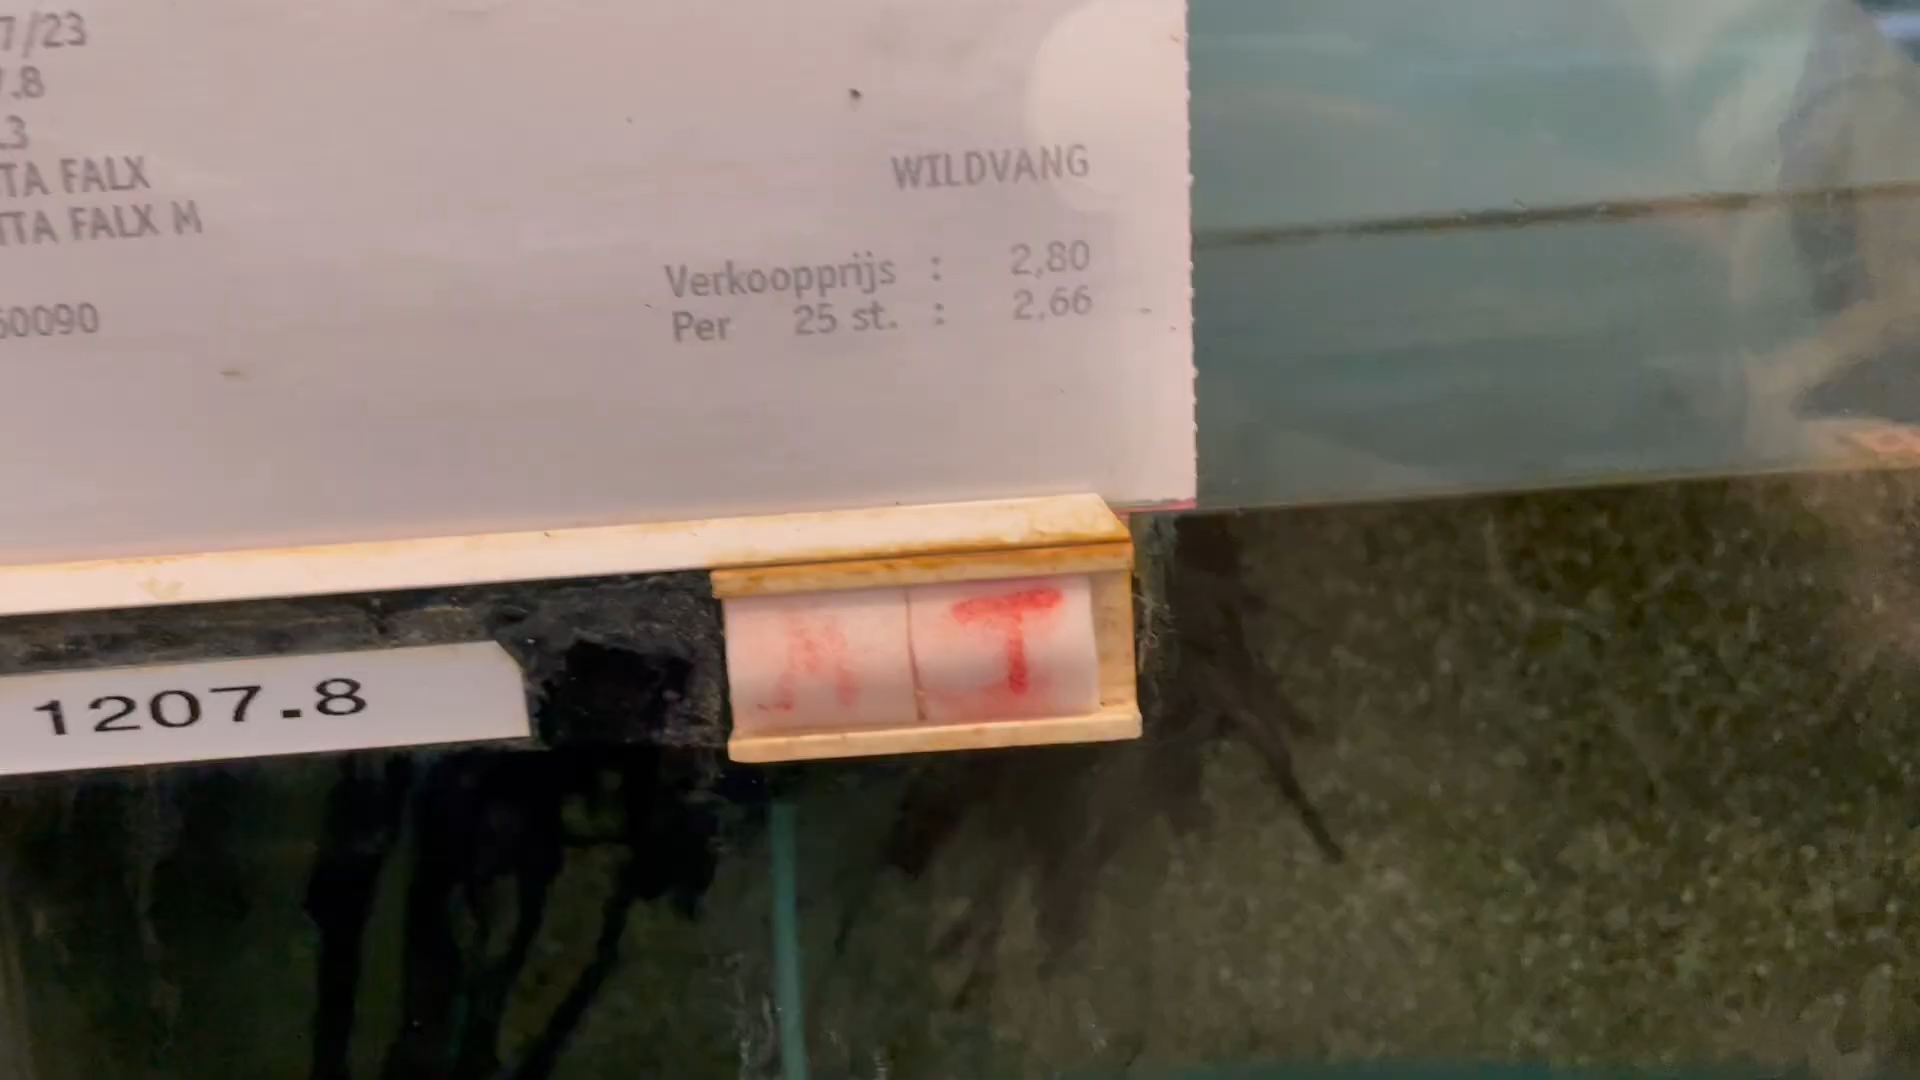 7/23
7.8
.3
TA FALX
TTA FALX M
WILDVANG
60090
Verkoopprijs : 2,80
Per 25 st. : 2,66
1207.8
M T